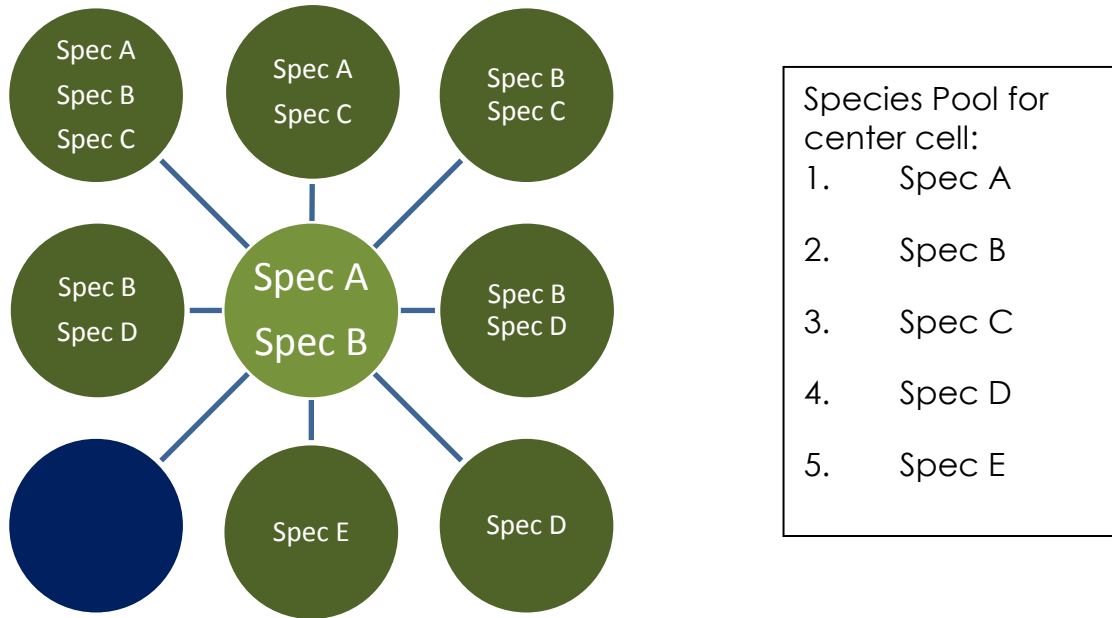 Spec A
Spec B
Spec C
Spec A
Spec C
Spec B
Spec C
Spec B
Spec D
Spec A
Spec B
Spec B
Spec D
Spec E
Spec D
Species Pool for
center cell:
1. Spec A
2. Spec B
3. Spec C
4. Spec D
5. Spec E